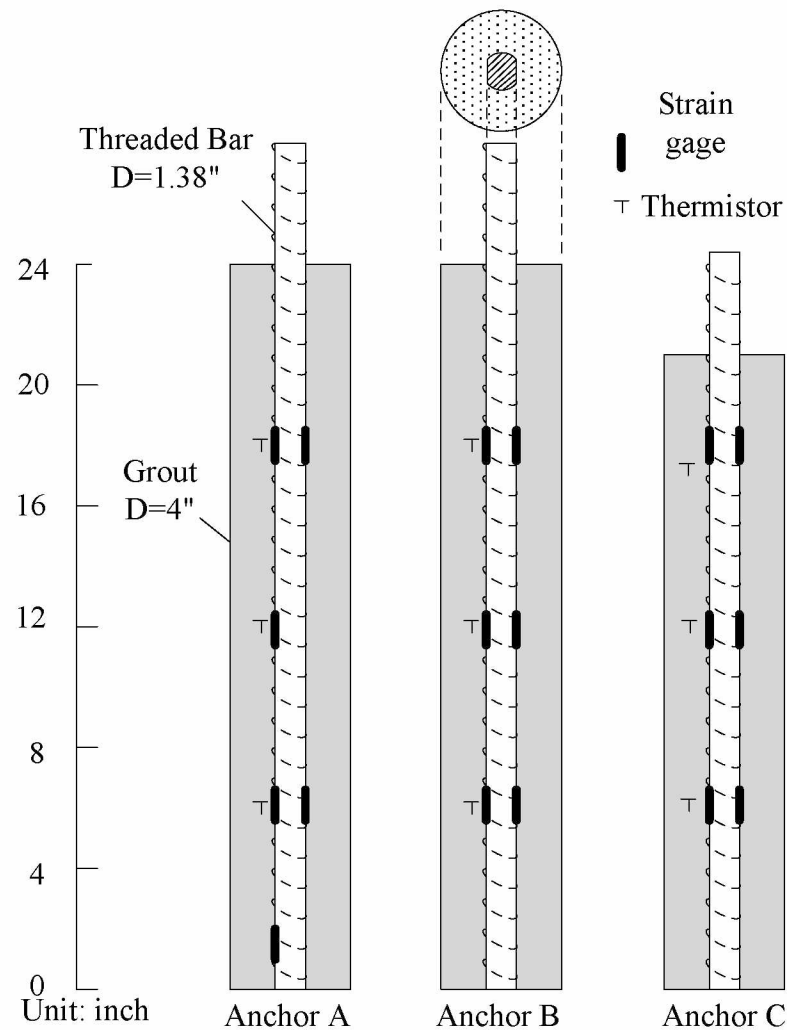 Strain
gage
Threaded Bar
D=1.38"
Thermistor
24
20
Grout
D=4"
16
12
8
4
0
Unit: inch
Anchor A
Anchor B
Anchor C